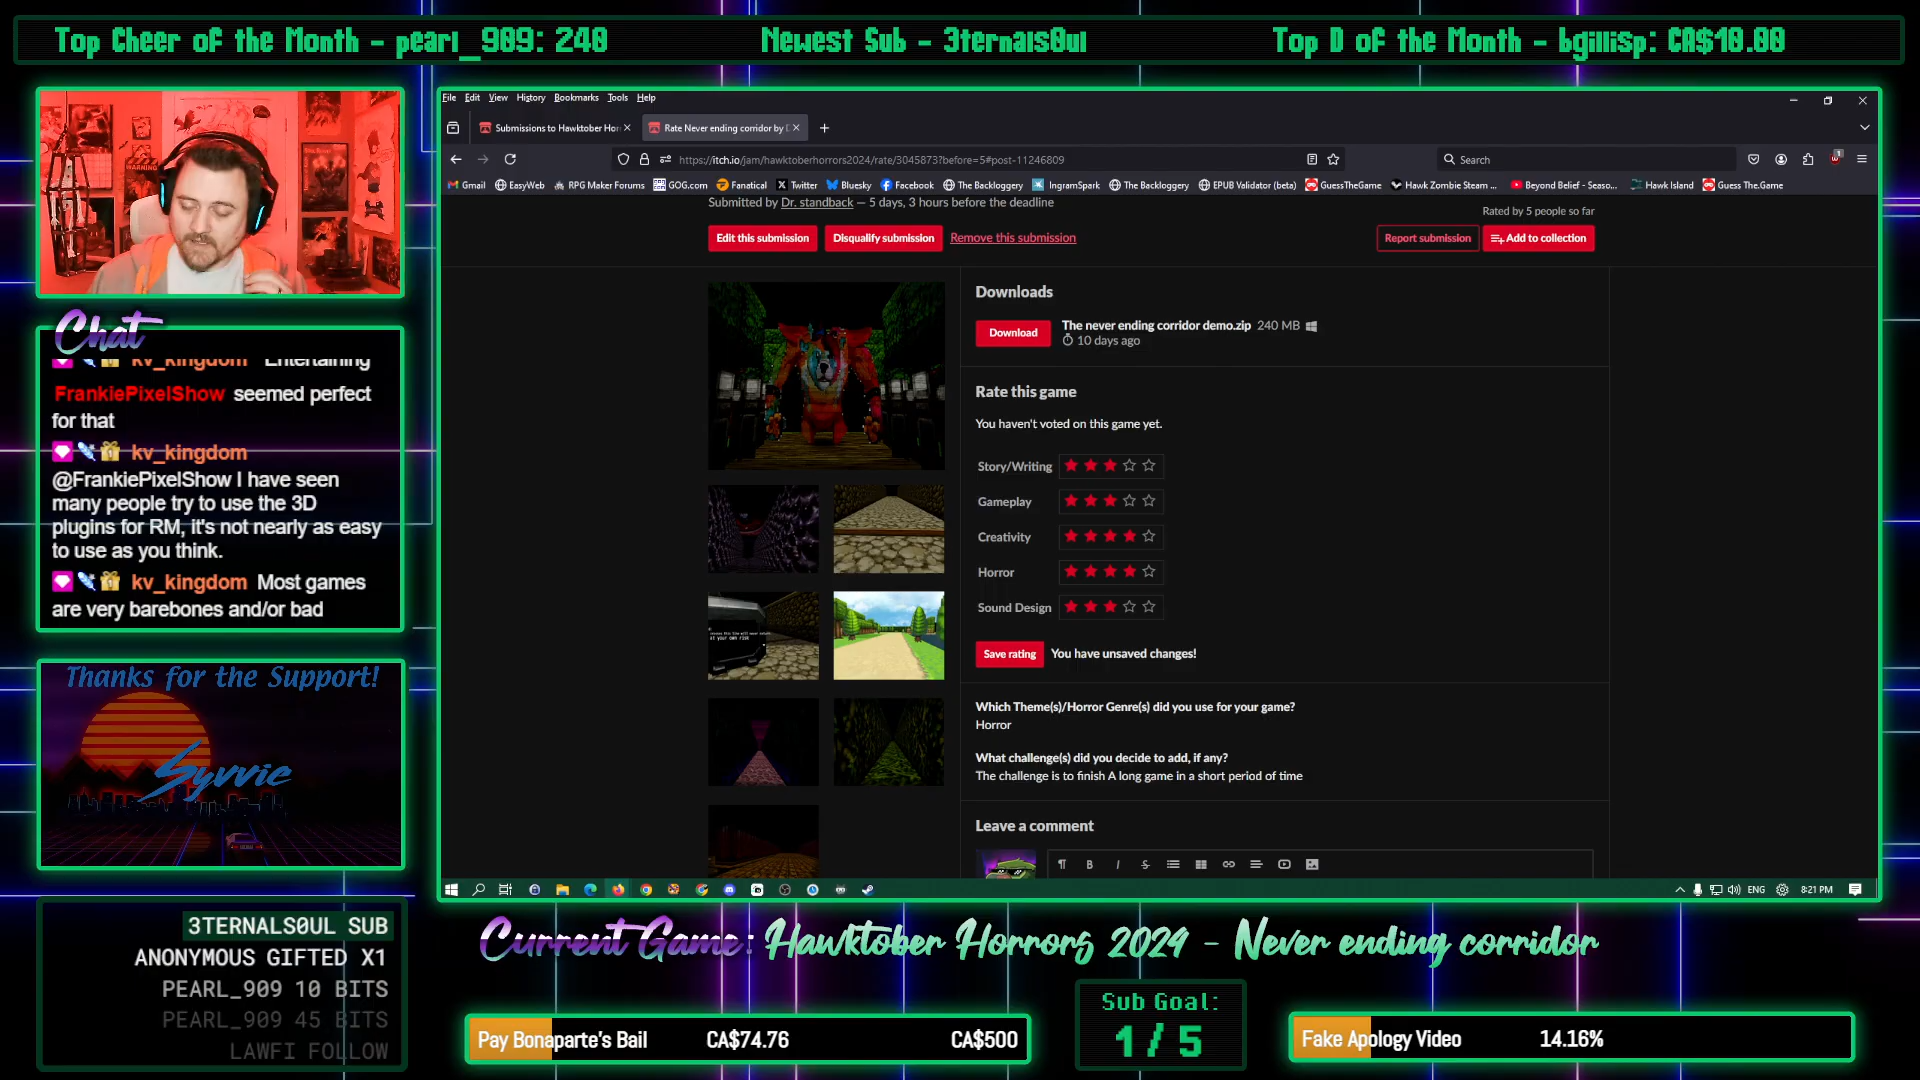 Top Cheer of the Month - pearl_909: 240
Newest Sub - 3ternals0ul
Top D of the Month - bgillisp: CA$10.00
File Edit View History Bookmarks Tools Help
Submissions to Hawktober Hor
Rate Never ending corridor by D
https://itch.io/jam/hawktoberhorrors2024/rate/3045873?before=5#post-11246809
Search
Gmail EasyWeb RPG Maker Forums GOG.com Fanatical Twitter Bluesky Facebook The Backloggery IngramSpark The Backloggery EPUB Validator (beta) GuessTheGame Hawk Zombie Steam ... Beyond Belief - Seaso... Hawk Island Guess The.Game
Submitted by Dr. standback — 5 days, 3 hours before the deadline
Rated by 5 people so far
Edit this submission
Disqualify submission
Remove this submission
Report submission
Add to collection
Downloads
Download
The never ending corridor demo.zip 240 MB
10 days ago
Rate this game
You haven't voted on this game yet.
Story/Writing
Gameplay
Creativity
Horror
Sound Design
Save rating
You have unsaved changes!
Which Theme(s)/Horror Genre(s) did you use for your game?
Horror
What challenge(s) did you decide to add, if any?
The challenge is to finish A long game in a short period of time
Leave a comment
ENG
8:21 PM
Chat
kv_kingdom Entertaining
FrankiePixelShow seemed perfect
for that
kv_kingdom
@FrankiePixelShow I have seen
many people try to use the 3D
plugins for RM, it's not nearly as easy
to use as you think.
kv_kingdom Most games
are very barebones and/or bad
Thanks for the Support!
Syvvic
3TERNALS0UL SUB
ANONYMOUS GIFTED X1
PEARL_909 10 BITS
PEARL_909 45 BITS
LAWFI FOLLOW
Current Game: Hawktober Horrors 2024 - Never ending corridor
Pay Bonaparte's Bail CA$74.76 CA$500
Sub Goal:
1 / 5
Fake Apology Video 14.16%